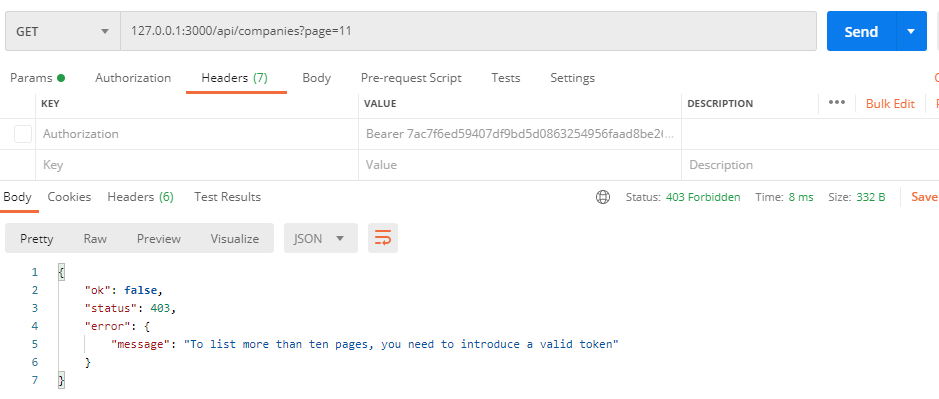 GET 127.0.0.1:3000/api/companies?page=11 Send
Params Authorization Headers (7) Body Pre-request Script Tests Settings
KEY VALUE DESCRIPTION ••• Bulk Edit
Authorization Bearer 7ac7f6ed59407df9bd5d0863254956faad8be2...
Key Value Description
Body Cookies Headers (6) Test Results Status: 403 Forbidden Time: 8 ms Size: 332 B Save
Pretty Raw Preview Visualize JSON
1 {
2 "ok": false,
3 "status": 403,
4 "error": {
5 "message": "To list more than ten pages, you need to introduce a valid token"
6 }
7 }